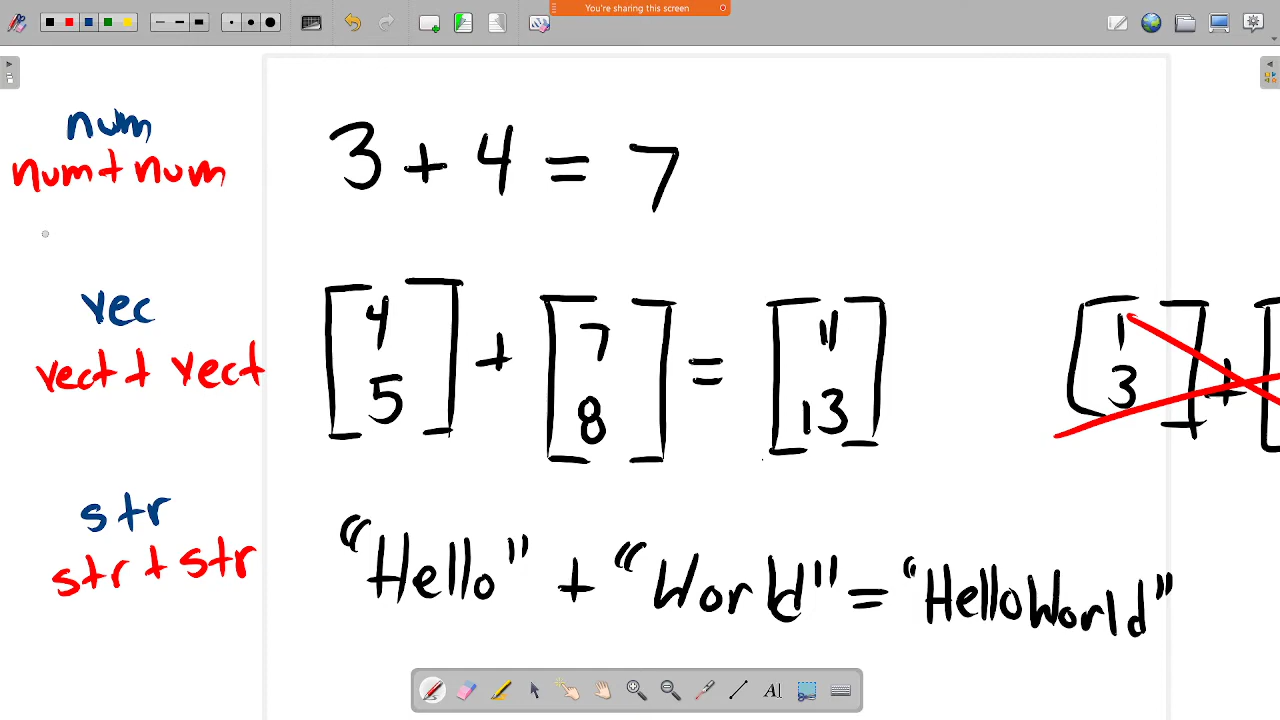 You're sharing this screen
num
num + num
3 + 4 = 7
vec
vect + vect
[4 5] + [7 8] = [11 13]
[1 3] + [
str
str + str
"Hello" + "World" = "HelloWorld"
AI